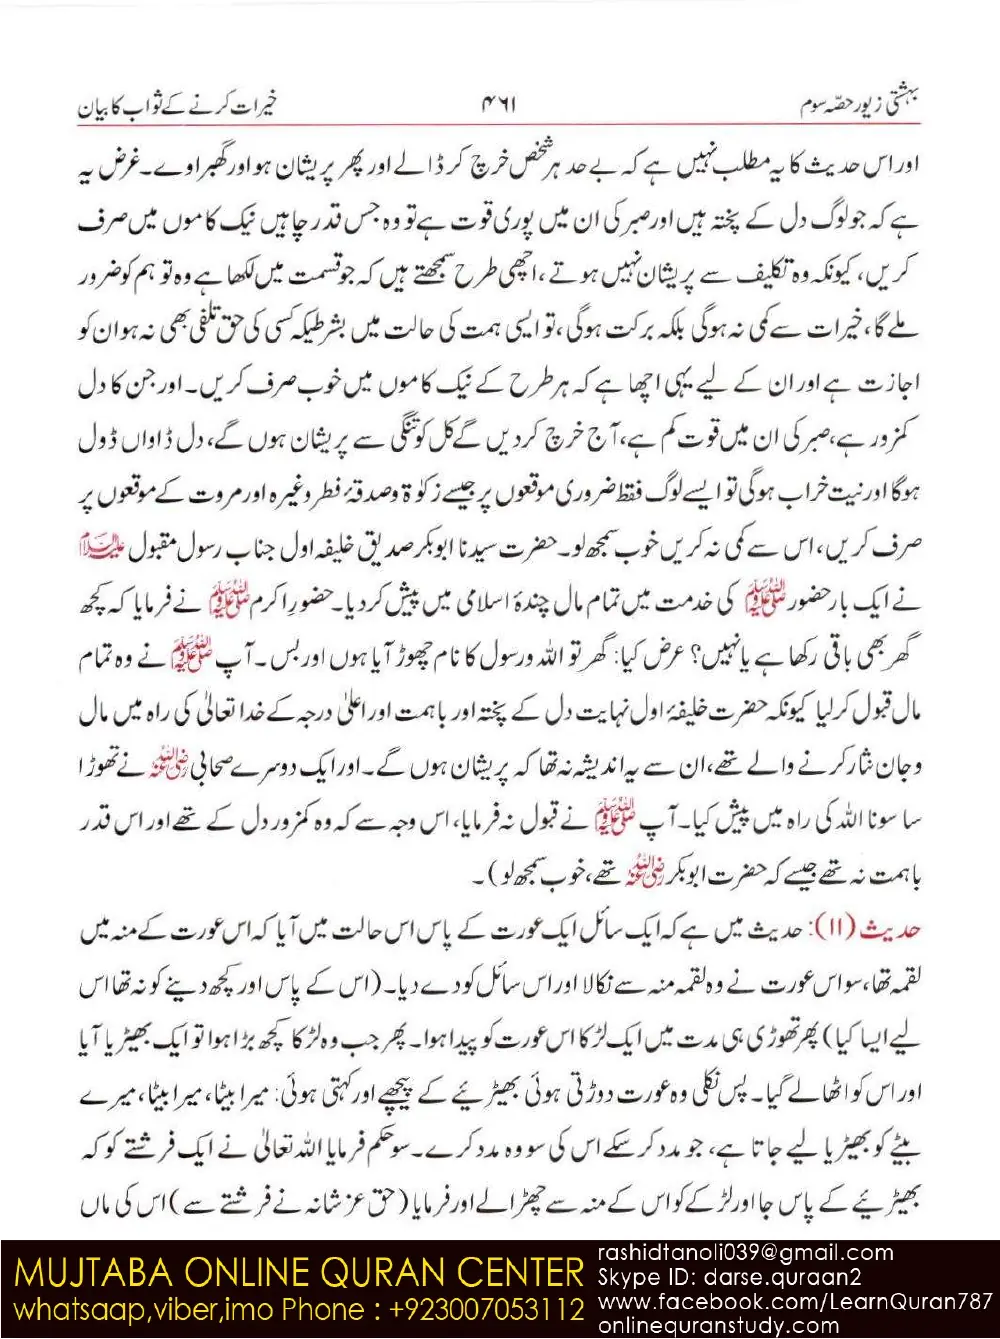 بہشتی زیور حصّہ سوم ۴۶۱ خیرات کرنے کے ثواب کا بیان
اور اس حدیث کا یہ مطلب نہیں ہے کہ بے حد ہر شخص خرچ کر ڈالے اور پھر پریشان ہو اور گھبراوے۔ غرض یہ
ہے کہ جو لوگ دل کے پختہ ہیں اور صبر کی ان میں پوری قوت ہے تو وہ جس قدر چاہیں نیک کاموں میں صرف
کریں، کیونکہ وہ تکلیف سے پریشان نہیں ہوتے، اچھی طرح سمجھتے ہیں کہ جو قسمت میں لکھا ہے وہ تو ہم کو ضرور
ملے گا، خیرات سے کمی نہ ہوگی بلکہ برکت ہوگی، تو ایسی ہمت کی حالت میں بشرطیکہ کسی کی حق تلفی بھی نہ ہو ان کو
اجازت ہے اور ان کے لیے یہی اچھا ہے کہ ہر طرح کے نیک کاموں میں خوب صرف کریں۔ اور جن کا دل
کمزور ہے، صبر کی ان میں قوت کم ہے، آج خرچ کر دیں گے کل کو تنگی سے پریشان ہوں گے، دل ڈاواں ڈول
ہوگا اور نیت خراب ہوگی تو ایسے لوگ فقط ضروری موقعوں پر جیسے زکوٰۃ و صدقۂ فطر وغیرہ اور مروت کے موقعوں پر
صرف کریں، اس سے کمی نہ کریں خوب سمجھ لو۔ حضرت سیدنا ابوبکر صدیق خلیفہ اول جناب رسول مقبول علیہ السلام
نے ایک بار حضور ﷺ کی خدمت میں تمام مال چندۂ اسلامی میں پیش کر دیا۔ حضورِ اکرم ﷺ نے فرمایا کہ کچھ
گھر بھی باقی رکھا ہے یا نہیں؟ عرض کیا: گھر تو اللہ ورسول کا نام چھوڑ آیا ہوں اور بس۔ آپ ﷺ نے وہ تمام
مال قبول کر لیا کیونکہ حضرت خلیفۂ اول نہایت دل کے پختہ اور باہمت اور اعلیٰ درجہ کے خدا تعالیٰ کی راہ میں مال
و جان نثار کرنے والے تھے، ان سے یہ اندیشہ نہ تھا کہ پریشان ہوں گے۔ اور ایک دوسرے صحابی رضی اللہ عنہ نے تھوڑا
سا سونا اللہ کی راہ میں پیش کیا۔ آپ ﷺ نے قبول نہ فرمایا، اس وجہ سے کہ وہ کمزور دل کے تھے اور اس قدر
باہمت نہ تھے جیسے کہ حضرت ابوبکر رضی اللہ عنہ تھے، خوب سمجھ لو)۔
حدیث (۱۱): حدیث میں ہے کہ ایک سائل ایک عورت کے پاس اس حالت میں آیا کہ اس عورت کے منہ میں
لقمہ تھا، سو اس عورت نے وہ لقمہ منہ سے نکالا اور اس سائل کو دے دیا۔ (اس کے پاس اور کچھ دینے کو نہ تھا اس
لیے ایسا کیا) پھر تھوڑی ہی مدت میں ایک لڑکا اس عورت کو پیدا ہوا۔ پھر جب وہ لڑکا کچھ بڑا ہوا تو ایک بھیڑیا آیا
اور اس کو اٹھا لے گیا۔ پس نکلی وہ عورت دوڑتی ہوئی بھیڑیئے کے پیچھے اور کہتی ہوئی: میرا بیٹا، میرا بیٹا، میرے
بیٹے کو بھیڑیا لیے جاتا ہے، جو مدد کر سکے اس کی سو وہ مدد کرے۔ سو حکم فرمایا اللہ تعالیٰ نے ایک فرشتے کو کہ
بھیڑیئے کے پاس جا اور لڑکے کو اس کے منہ سے چھڑا لے اور فرمایا (حق عز شانہ نے فرشتے سے) اس کی ماں
MUJTABA ONLINE QURAN CENTER
whatsaap,viber,imo Phone : +923007053112
rashidtanoli039@gmail.com
Skype ID: darse.quraan2
www.facebook.com/LearnQuran787
onlinequranstudy.com